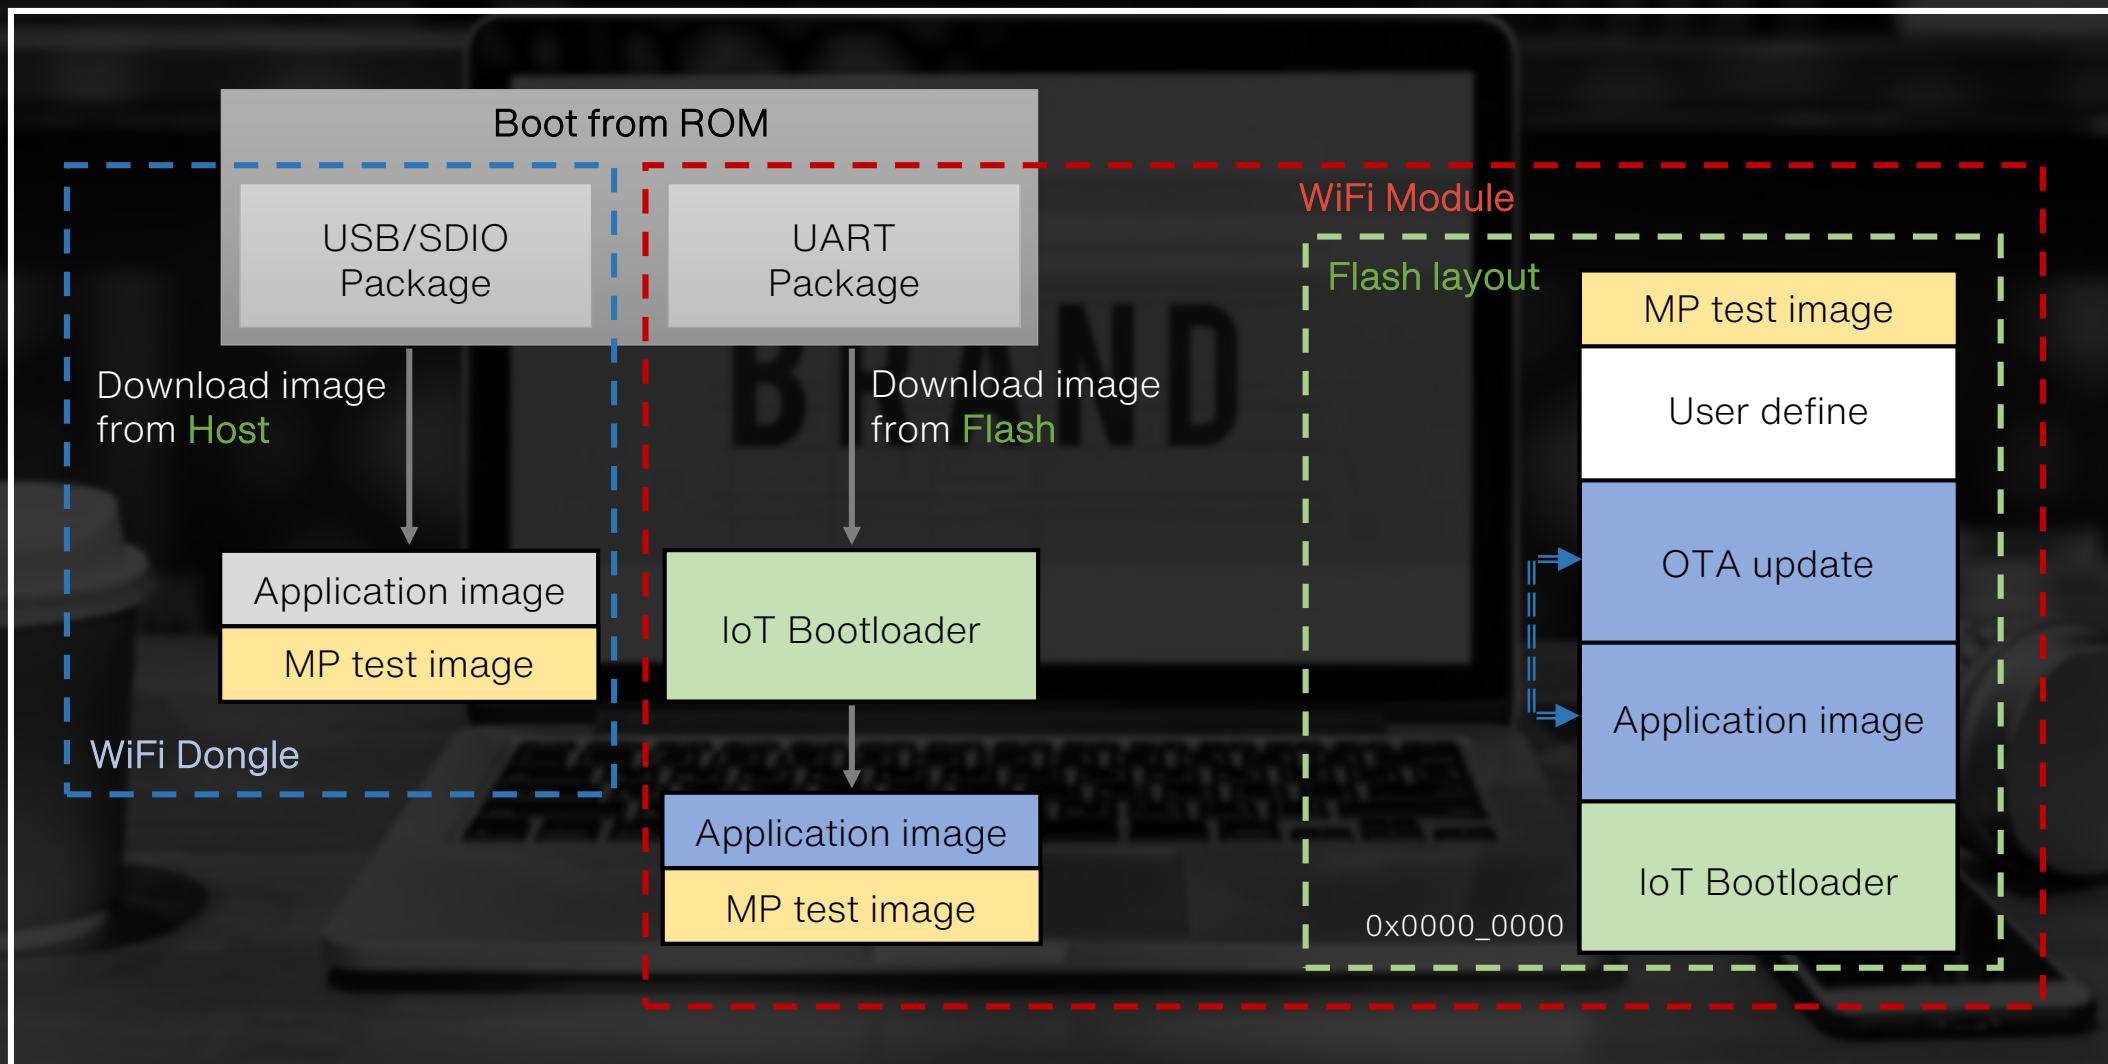 Boot from ROM
USB/SDIO
Package
UART
Package
WiFi Module
Flash layout
Download image
from Host
Download image
from Flash
BRAND
Application image
MP test image
WiFi Dongle
IoT Bootloader
Application image
MP test image
MP test image
User define
OTA update
Application image
IoT Bootloader
0x0000_0000